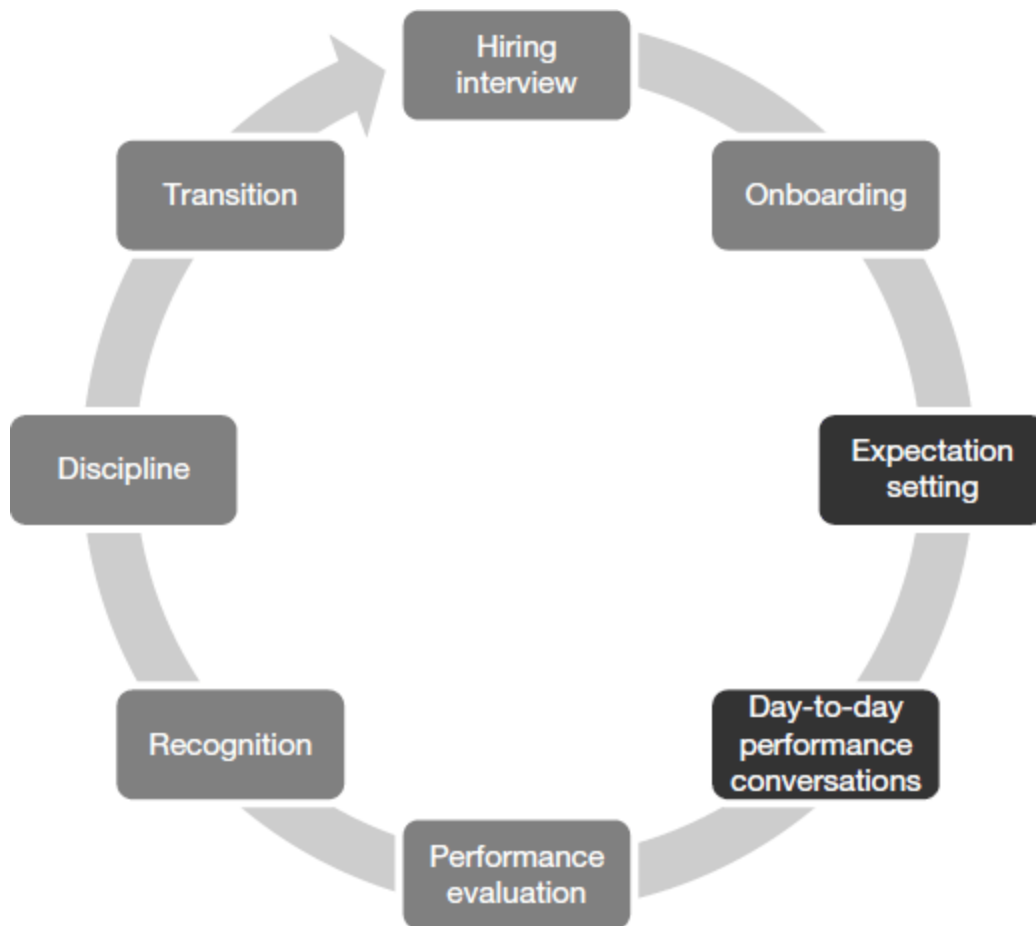 Hiring
interview
Onboarding
Expectation
setting
Day-to-day
performance
conversations
Performance
evaluation
Recognition
Discipline
Transition